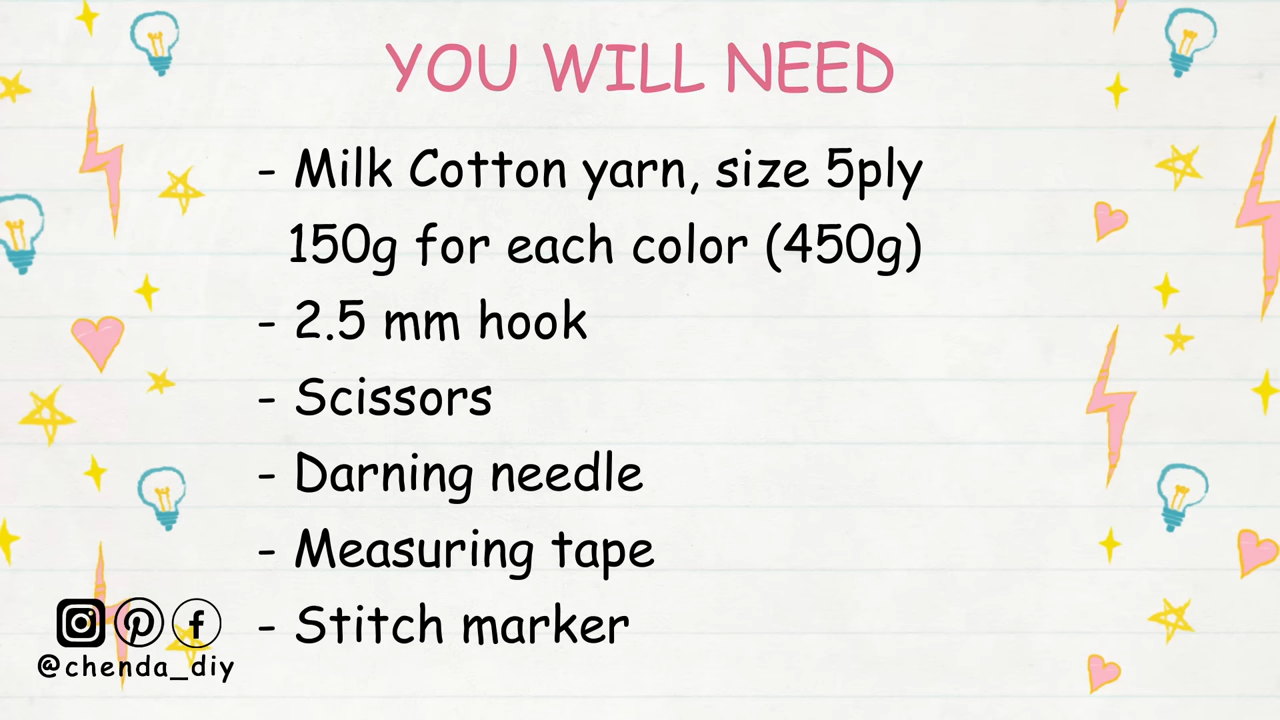 YOU WILL NEED
- Milk Cotton yarn, size 5ply
150g for each color (450g)
- 2.5 mm hook
- Scissors
- Darning needle
- Measuring tape
- Stitch marker
@chenda_diy